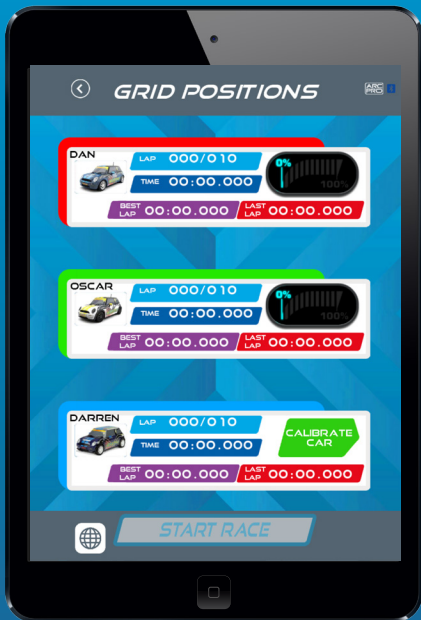 GRID POSITIONS
ARC
PRO
DAN
LAP 000/010
TIME 00:00.000
0%
100%
BEST LAP 00:00.000
LAST LAP 00:00.000
OSCAR
LAP 000/010
TIME 00:00.000
0%
100%
BEST LAP 00:00.000
LAST LAP 00:00.000
DARREN
LAP 000/010
TIME 00:00.000
CALIBRATE
CAR
BEST LAP 00:00.000
LAST LAP 00:00.000
START RACE